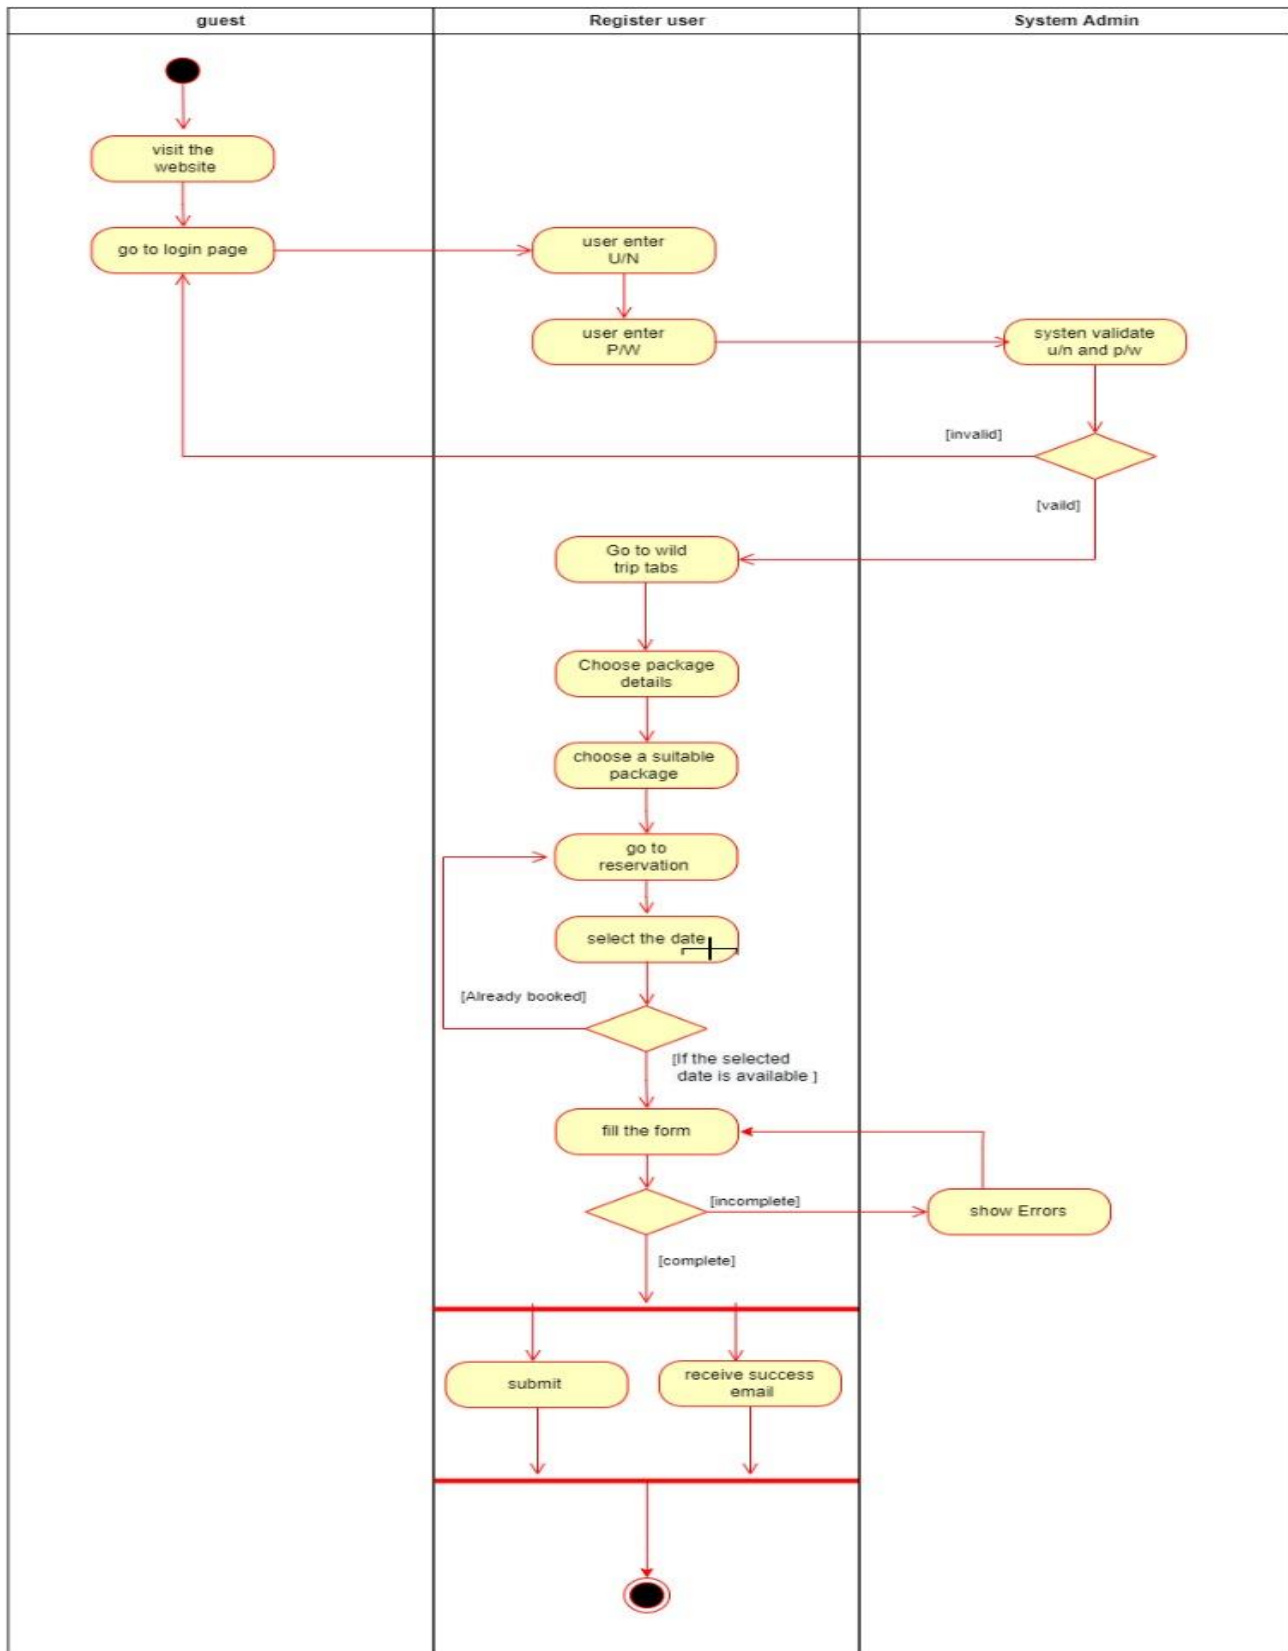 guest
Register user
System Admin
visit the
website
go to login page
user enter
U/N
user enter
P/W
systen validate
u/n and p/w
[invalid]
[vaild]
Go to wild
trip tabs
Choose package
details
choose a suitable
package
go to
reservation
select the date
[Already booked]
[If the selected
date is available ]
fill the form
[incomplete]
show Errors
[complete]
submit
receive success
email